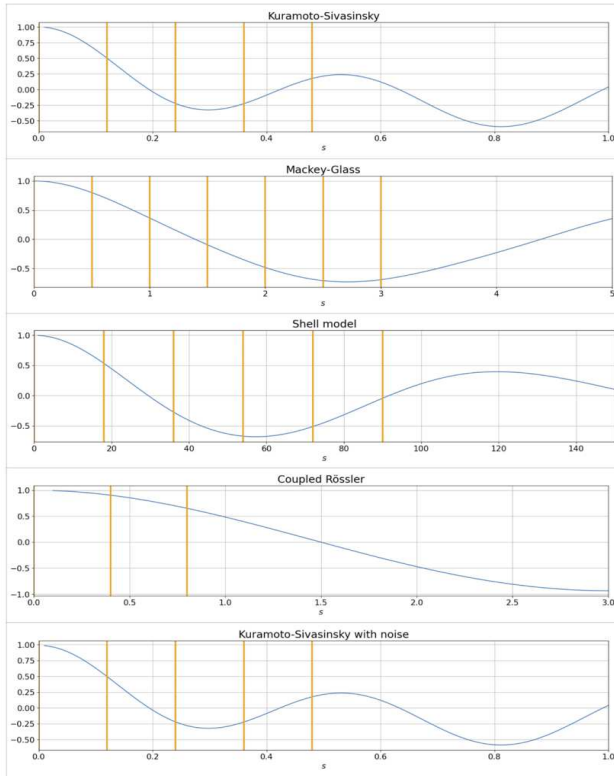 Kuramoto-Sivasinsky
1.00
0.75
0.50
0.25
0.00
−0.25
−0.50
0.0 0.2 0.4 0.6 0.8 1.0
s
Mackey-Glass
1.0
0.5
0.0
−0.5
0 1 2 3 4 5
s
Shell model
1.0
0.5
0.0
−0.5
0 20 40 60 80 100 120 140
s
Coupled Rössler
1.0
0.5
0.0
−0.5
−1.0
0.0 0.5 1.0 1.5 2.0 2.5 3.0
s
Kuramoto-Sivasinsky with noise
1.00
0.75
0.50
0.25
0.00
−0.25
−0.50
0.0 0.2 0.4 0.6 0.8 1.0
s